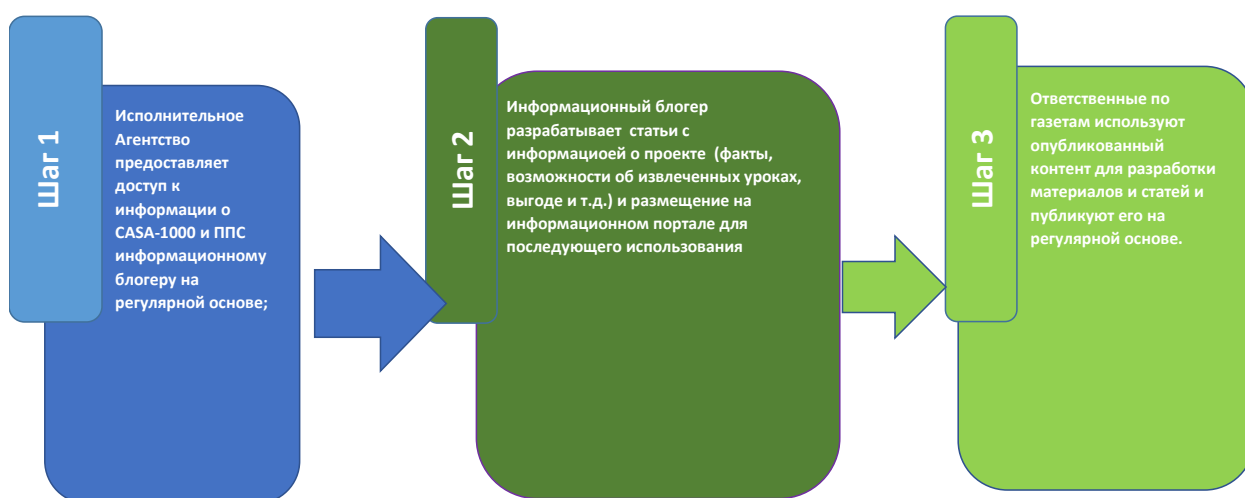 Шаг 1
Исполнительное
Агентство
предоставляет
доступ к
информации о
CASA-1000 и ППС
информационному
блогеру на
регулярной основе;
Шаг 2
Информационный блогер
разрабатывает статьи с
информациоей о проекте (факты,
возможности об извлеченных уроках,
выгоде и т.д.) и размещение на
информационном портале для
последующего использования
Шаг 3
Ответственные по
газетам используют
опубликованный
контент для разработки
материалов и статей и
публикуют его на
регулярной основе.